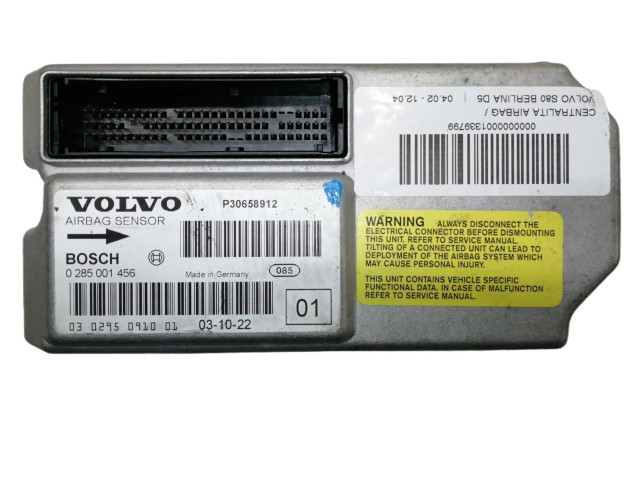 VOLVO
P30658912
AIRBAG SENSOR
BOSCH
0 285 001 456
Made in Germany
085
01
03 0295 0910 01
03-10-22
CENTRALITA AIRBAG /
VOLVO S80 BERLINA D5
04.02 - 12.04
0000000001339799
WARNING ALWAYS DISCONNECT THE
ELECTRICAL CONNECTOR BEFORE DISMOUNTING
THIS UNIT. REFER TO SERVICE MANUAL.
TILTING OF A CONNECTED UNIT CAN LEAD TO
DEPLOYMENT OF THE AIRBAG SYSTEM WHICH
MAY CAUSE PERSONAL INJURY.
THIS UNIT CONTAINS VEHICLE SPECIFIC
FUNCTIONAL DATA. IN CASE OF MALFUNCTION
REFER TO SERVICE MANUAL.